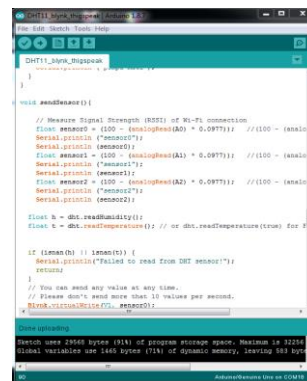 DHT11_blynk_thigspeak | Arduino 1.8.
File Edit Sketch Tools Help
DHT11_blynk_thigspeak
}
}
void sendSensor(){
// Measure Signal Strength (RSSI) of Wi-Fi connection
float sensor0 = (100 - (analogRead(A0) * 0.0977)); //(100 - (analo
Serial.println ("sensor0");
Serial.println (sensor0);
float sensor1 = (100 - (analogRead(A1) * 0.0977)); //(100 - (analo
Serial.println ("sensor1");
Serial.println (sensor1);
float sensor2 = (100 - (analogRead(A2) * 0.0977)); //(100 - (analo
Serial.println ("sensor2");
Serial.println (sensor2);
float h = dht.readHumidity();
float t = dht.readTemperature(); // or dht.readTemperature(true) for F
if (isnan(h) || isnan(t)) {
Serial.println("Failed to read from DHT sensor!");
return;
}
// You can send any value at any time.
// Please don't send more that 10 values per second.
Blynk.virtualWrite(V1, sensor0);
Done uploading.
Sketch uses 29568 bytes (91%) of program storage space. Maximum is 32256
Global variables use 1465 bytes (71%) of dynamic memory, leaving 583 byt
Arduino/Genuino Uno on COM18